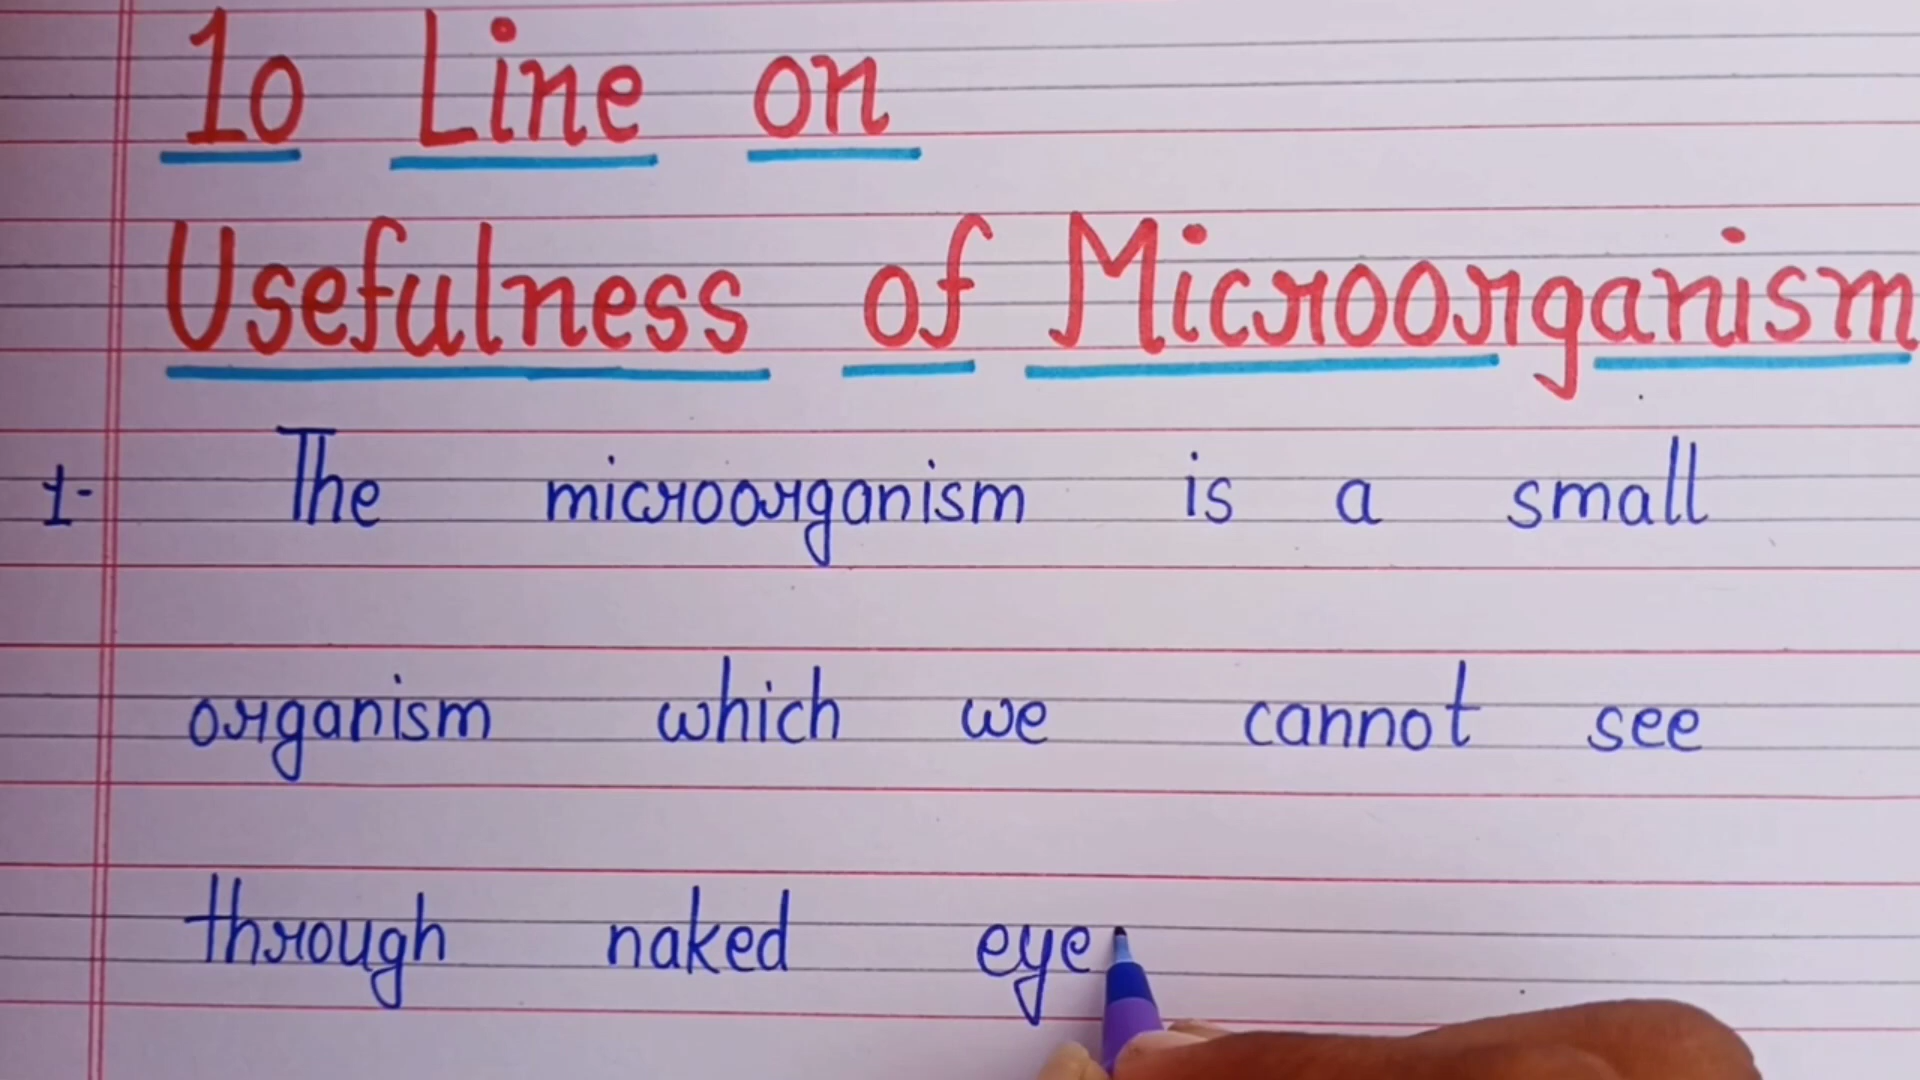 10 Line on
Usefulness of Microorganism
1- The microorganism is a small
organism which we cannot see
through naked eye